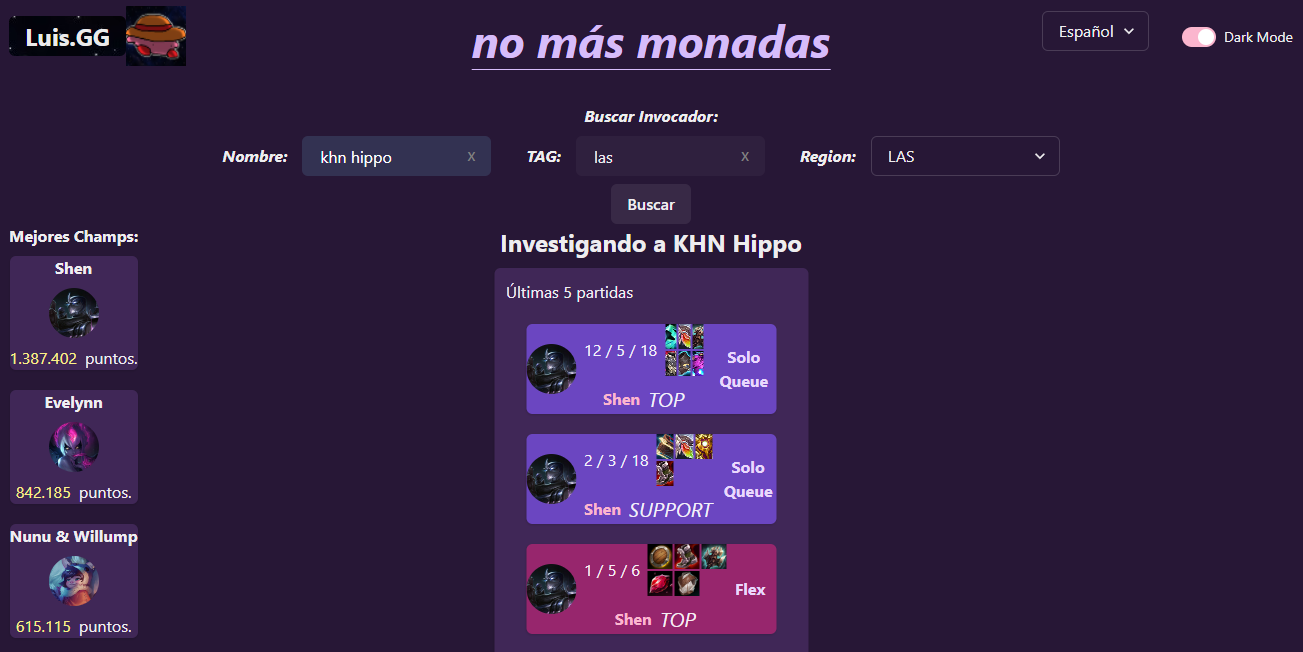 Luis.GG
no más monadas
Español
Dark Mode
Buscar Invocador:
Nombre: khn hippo x TAG: las x Region: LAS
Buscar
Mejores Champs:
Shen
1.387.402 puntos.
Evelynn
842.185 puntos.
Nunu & Willump
615.115 puntos.
Investigando a KHN Hippo
Últimas 5 partidas
12 / 5 / 18
Shen TOP
Solo
Queue
2 / 3 / 18
Shen SUPPORT
Solo
Queue
1 / 5 / 6
Shen TOP
Flex